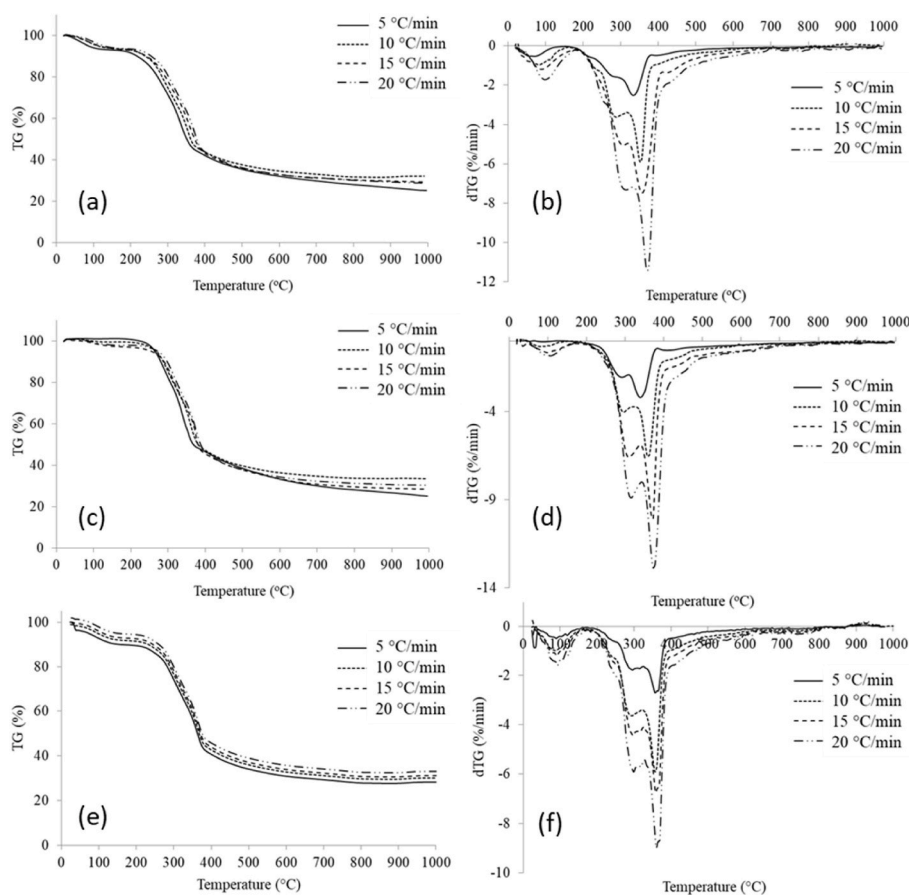 100
80
60
40
20
0
TG (%)
5 °C/min
10 °C/min
15 °C/min
20 °C/min
(a)
0 100 200 300 400 500 600 700 800 900 1000
Temperature (°C)
0 100 200 300 400 500 600 700 800 900 1000
0
-2
-4
-6
-8
-10
-12
dTG (%/min)
5 °C/min
10 °C/min
15 °C/min
20 °C/min
(b)
Temperature (°C)
100
80
60
40
20
0
TG (%)
5 °C/min
10 °C/min
15 °C/min
20 °C/min
(c)
0 100 200 300 400 500 600 700 800 900 1000
Temperature (°C)
0 100 200 300 400 500 600 700 800 900 1000
-4
-9
-14
dTG (%/min)
5 °C/min
10 °C/min
15 °C/min
20 °C/min
(d)
Temperature (°C)
100
80
60
40
20
0
TG (%)
5 °C/min
10 °C/min
15 °C/min
20 °C/min
(e)
0 100 200 300 400 500 600 700 800 900 1000
Temperature (°C)
0
-2
-4
-6
-8
-10
0 100 200 300 400 500 600 700 800 900 1000
dTG (%/min)
5 °C/min
10 °C/min
15 °C/min
20 °C/min
(f)
Temperature (°C)